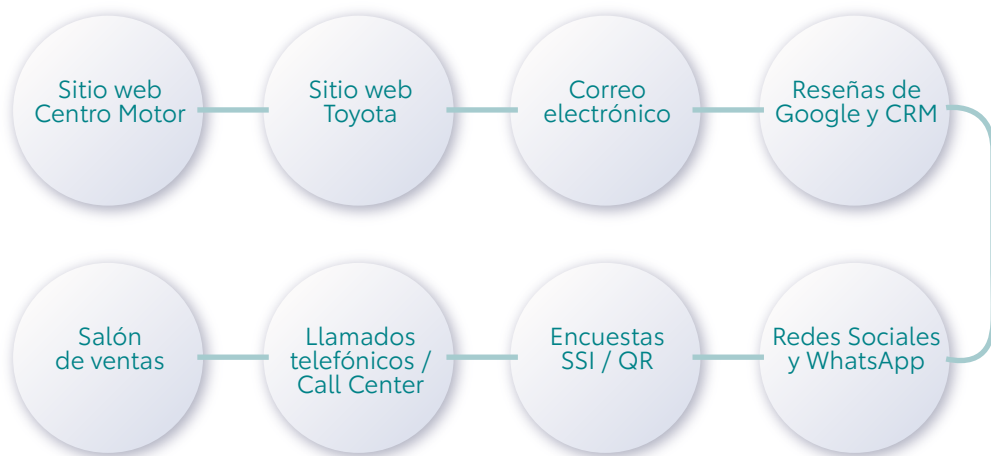 Sitio web
Centro Motor
Sitio web
Toyota
Correo
electrónico
Reseñas de
Google y CRM
Salón
de ventas
Llamados
telefónicos /
Call Center
Encuestas
SSI / QR
Redes Sociales
y WhatsApp